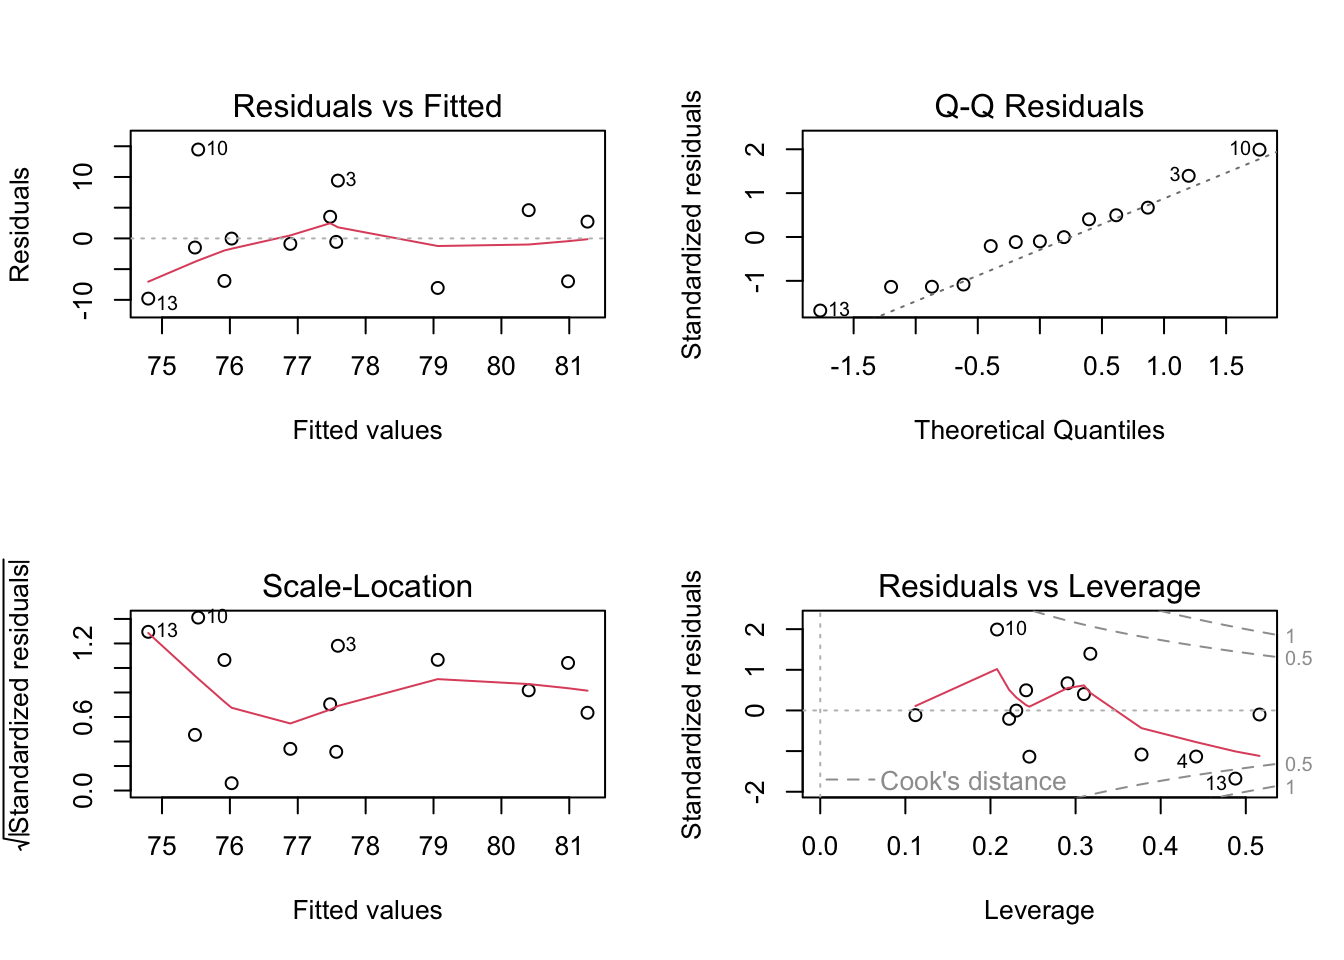 Residuals vs Fitted
Residuals
-10 0 10
10
3
13
75 76 77 78 79 80 81
Fitted values
Q-Q Residuals
Standardized residuals
-1 0 1 2
10
3
13
-1.5 -0.5 0.5 1.0 1.5
Theoretical Quantiles
Scale-Location
√|Standardized residuals|
0.0 0.6 1.2
10
13
3
75 76 77 78 79 80 81
Fitted values
Residuals vs Leverage
Standardized residuals
-2 0 1 2
10
1
0.5
4
0.5
13
1
Cook's distance
0.0 0.1 0.2 0.3 0.4 0.5
Leverage